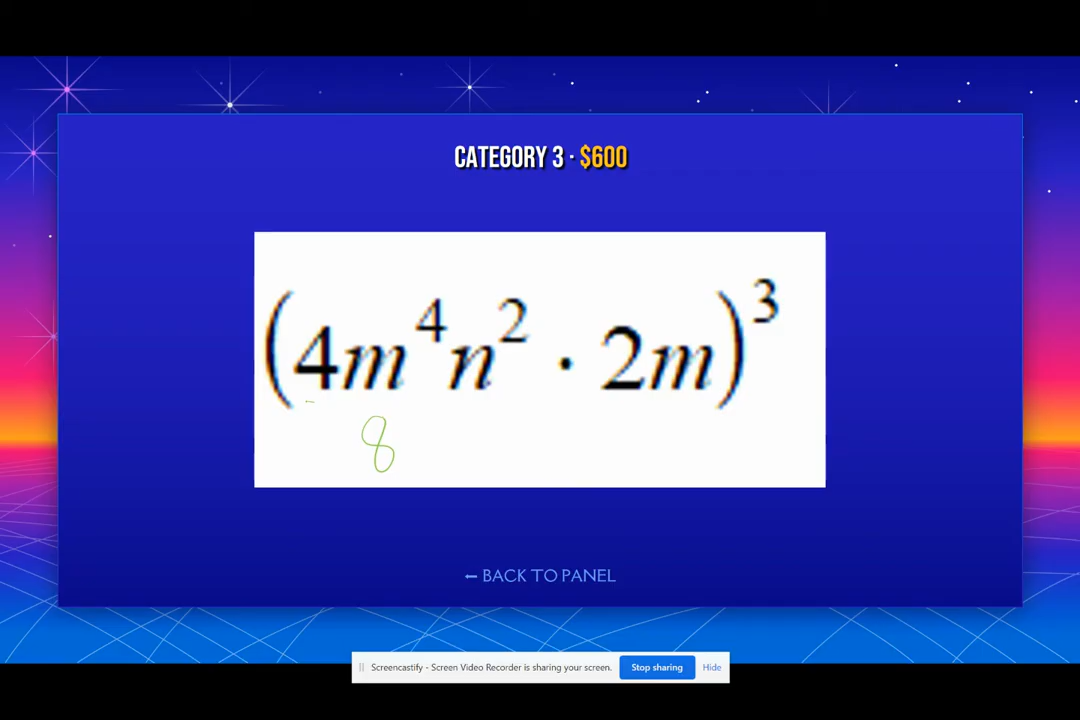 CATEGORY 3 · $600
(4m⁴n² · 2m)³
8
← BACK TO PANEL
Screencastify - Screen Video Recorder is sharing your screen. Stop sharing Hide